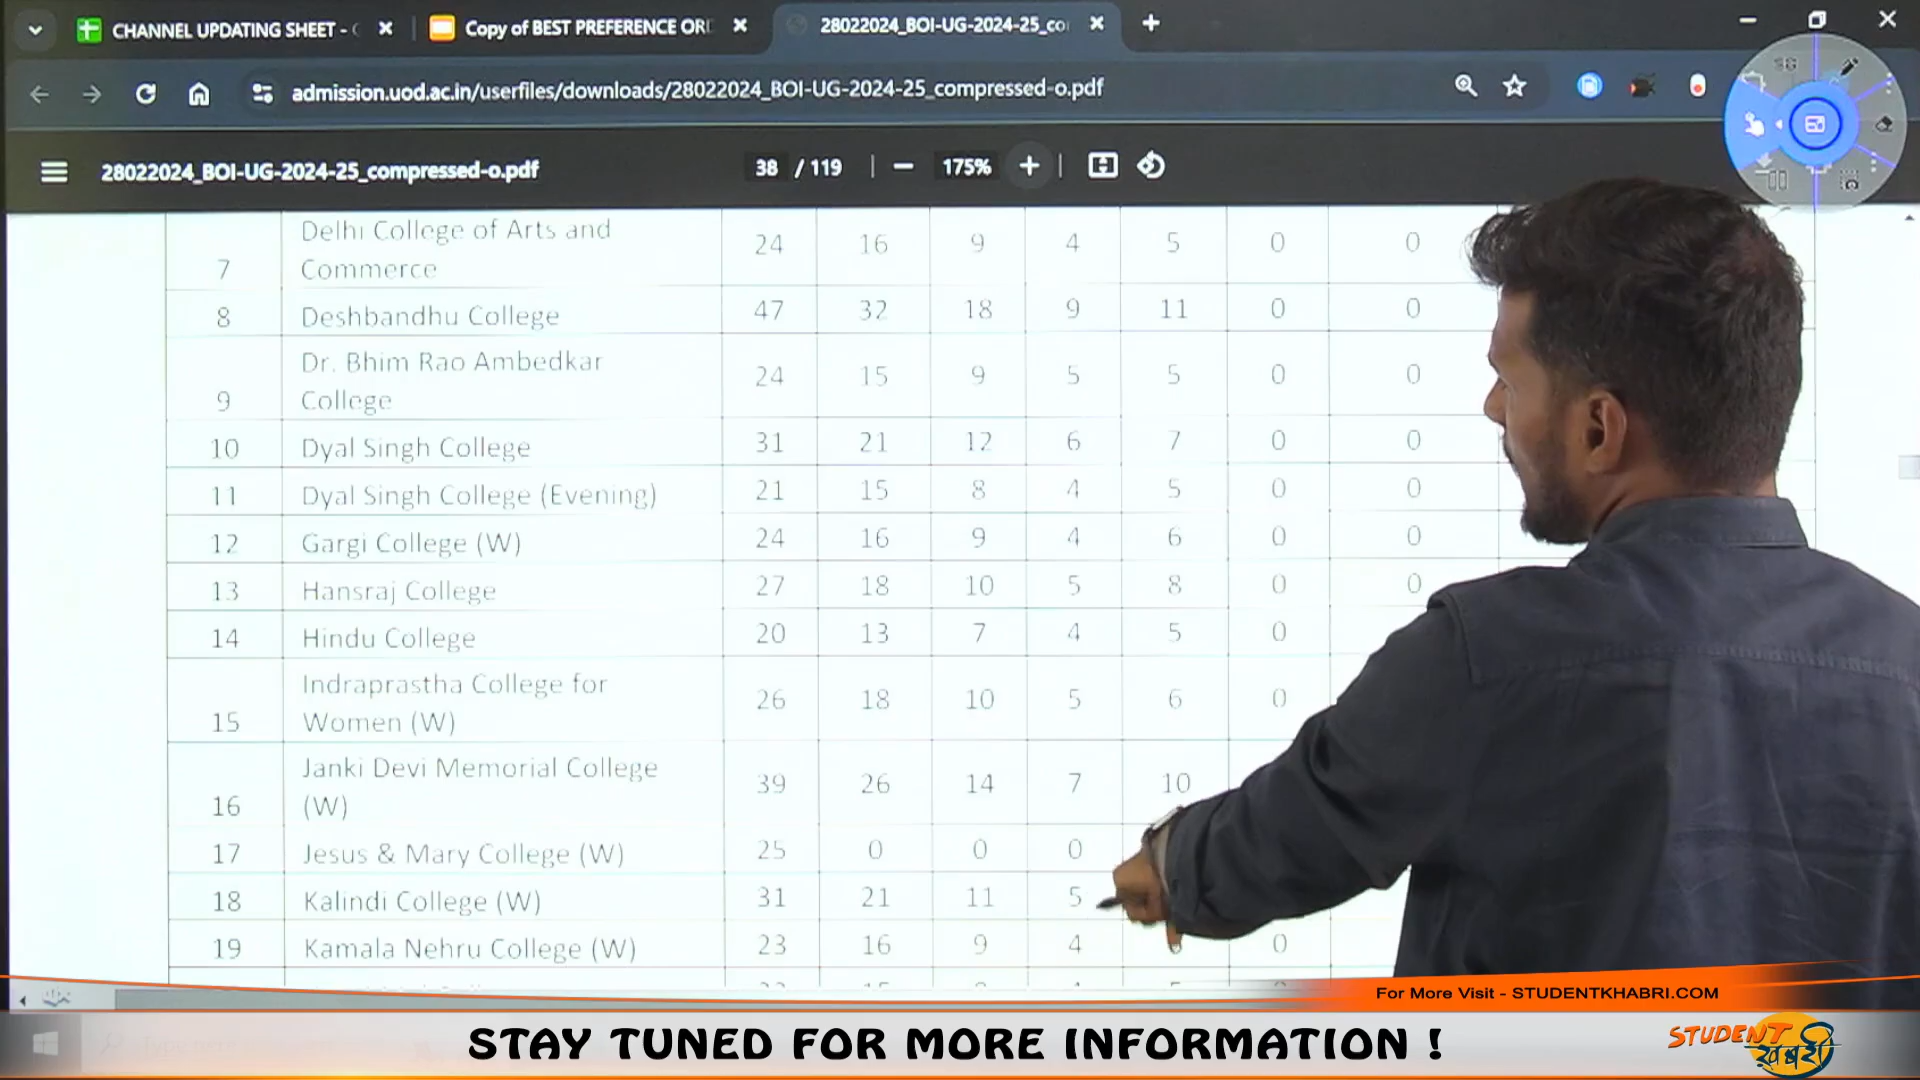 CHANNEL UPDATING SHEET -
Copy of BEST PREFERENCE ORD
28022024_BOI-UG-2024-25_co
admission.uod.ac.in/userfiles/downloads/28022024_BOI-UG-2024-25_compressed-o.pdf
28022024_BOI-UG-2024-25_compressed-o.pdf
38 / 119
175%
7 Delhi College of Arts and Commerce 24 16 9 4 5 0 0
8 Deshbandhu College 47 32 18 9 11 0 0
9 Dr. Bhim Rao Ambedkar College 24 15 9 5 5 0 0
10 Dyal Singh College 31 21 12 6 7 0 0
11 Dyal Singh College (Evening) 21 15 8 4 5 0 0
12 Gargi College (W) 24 16 9 4 6 0 0
13 Hansraj College 27 18 10 5 8 0 0
14 Hindu College 20 13 7 4 5 0
15 Indraprastha College for Women (W) 26 18 10 5 6 0
16 Janki Devi Memorial College (W) 39 26 14 7 10
17 Jesus & Mary College (W) 25 0 0 0
18 Kalindi College (W) 31 21 11 5
19 Kamala Nehru College (W) 23 16 9 4 0
For More Visit - STUDENTKHABRI.COM
STAY TUNED FOR MORE INFORMATION !
STUDENT
खबरी